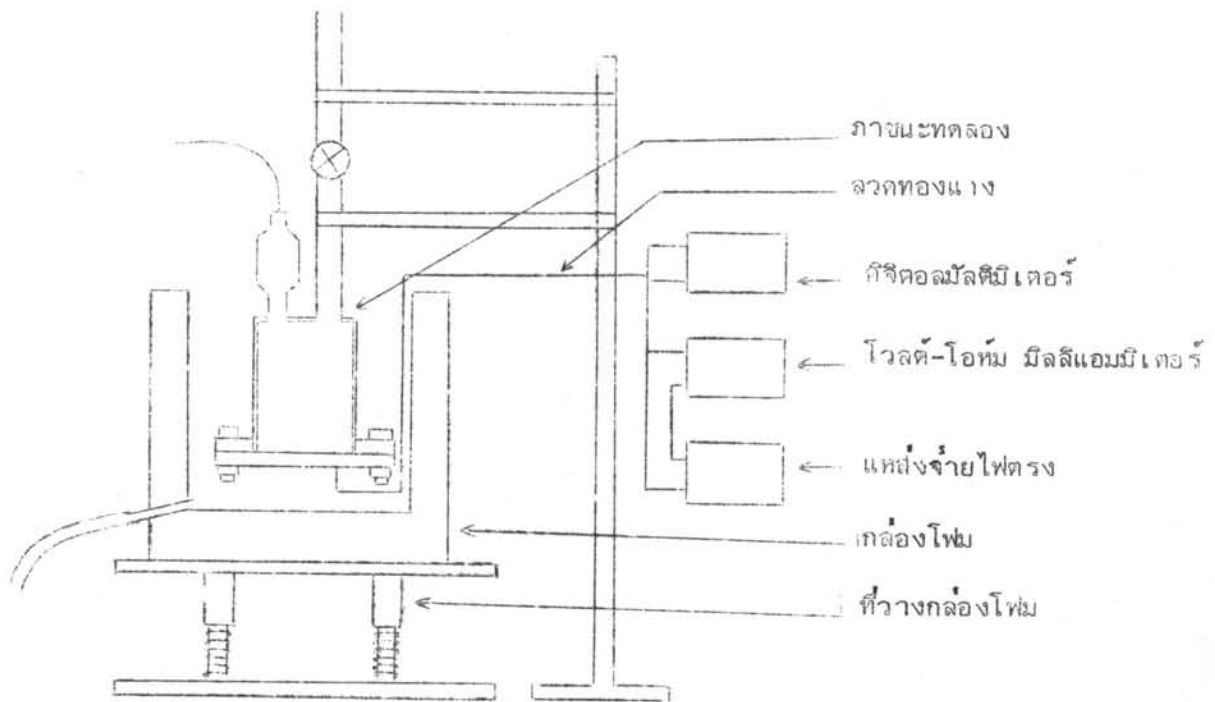 ภาชนะทดลอง
ลวดทองแดง
ดิจิตอลมัลติมิเตอร์
โวลต์-โอห์ม มิลลิแอมมิเตอร์
แหล่งจ่ายไฟตรง
กล่องโฟม
ที่วางกล่องโฟม